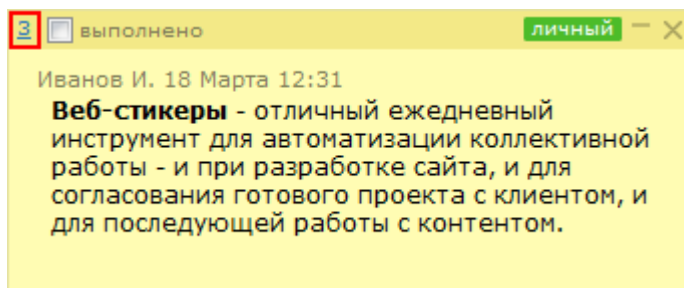 3 выполнено личный
Иванов И. 18 Марта 12:31
Веб-стикеры - отличный ежедневный
инструмент для автоматизации коллективной
работы - и при разработке сайта, и для
согласования готового проекта с клиентом, и
для последующей работы с контентом.